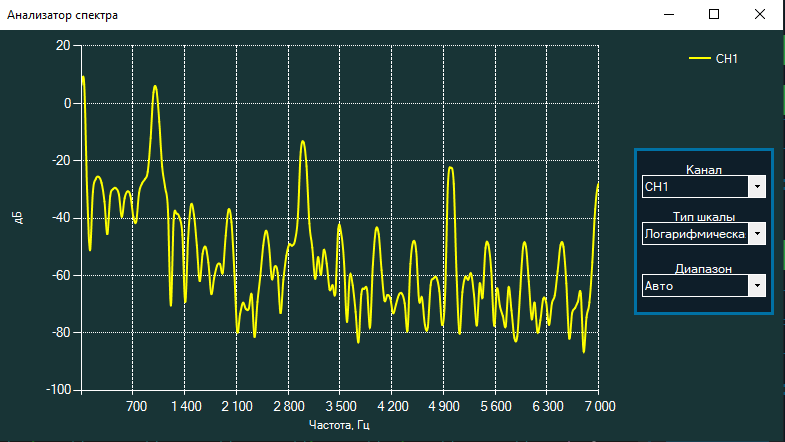 Анализатор спектра
20
0
-20
-40
-60
-80
-100
дБ
700
1 400
2 100
2 800
3 500
4 200
4 900
5 600
6 300
7 000
Частота, Гц
CH1
Канал
CH1
Тип шкалы
Логарифмическа
Диапазон
Авто